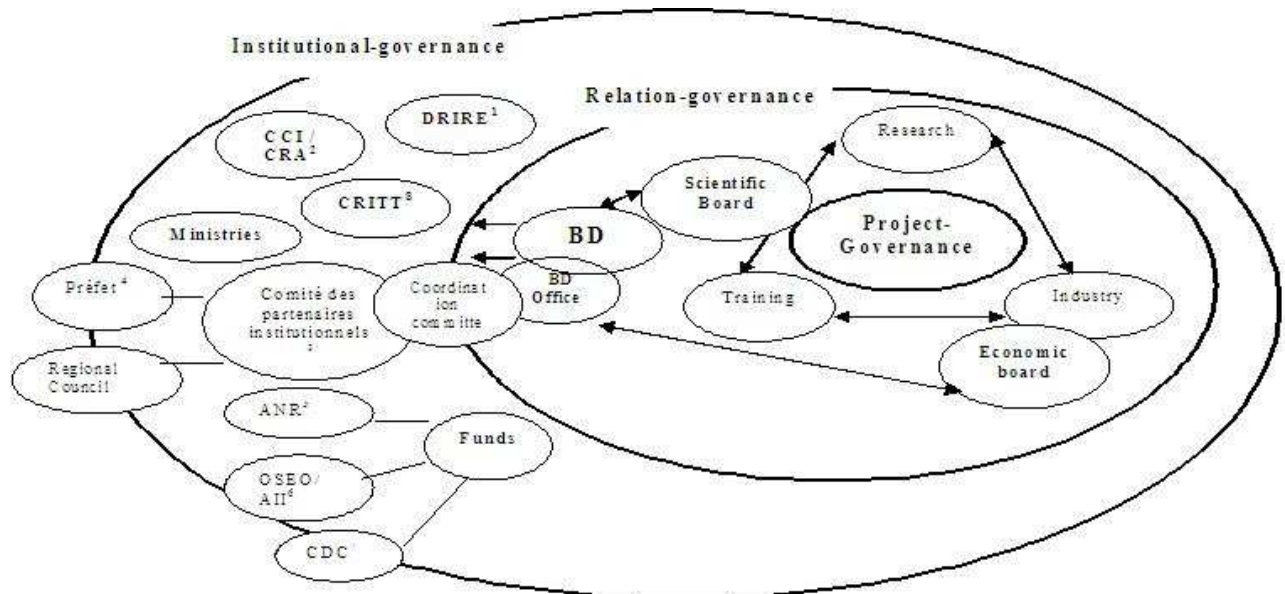 Institutional-governance
Relation-governance
DRIRE¹
CCI /
CRA²
CRITT³
Ministries
Préfet⁴
Regional
Council
Comité des
partenaires
institutionnels
Coordinat
ion
committe
BD
BD
Office
Scientific
Board
Research
Project-
Governance
Training
Industry
Economic
board
ANR
Funds
OSEO/
AII⁶
CDC